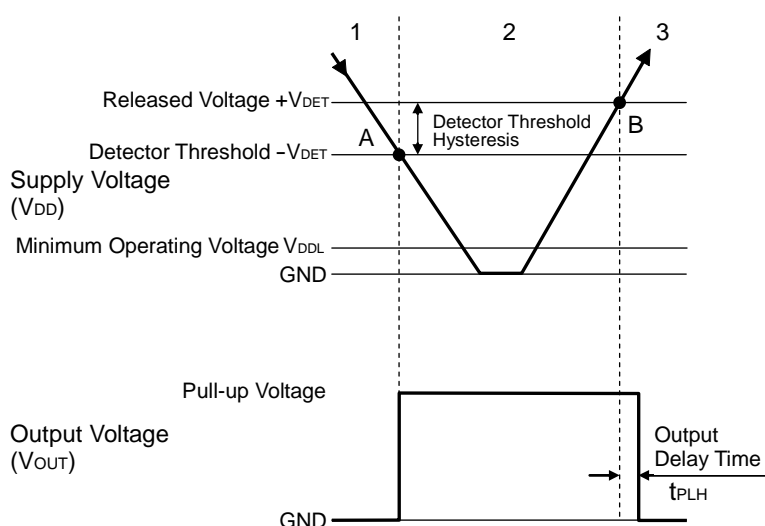 1 2 3
Released Voltage +VDET
A
B
Detector Threshold
Hysteresis
Detector Threshold -VDET
Supply Voltage
(VDD)
Minimum Operating Voltage VDDL
GND
Pull-up Voltage
Output Voltage
(VOUT)
Output
Delay Time
tPLH
GND